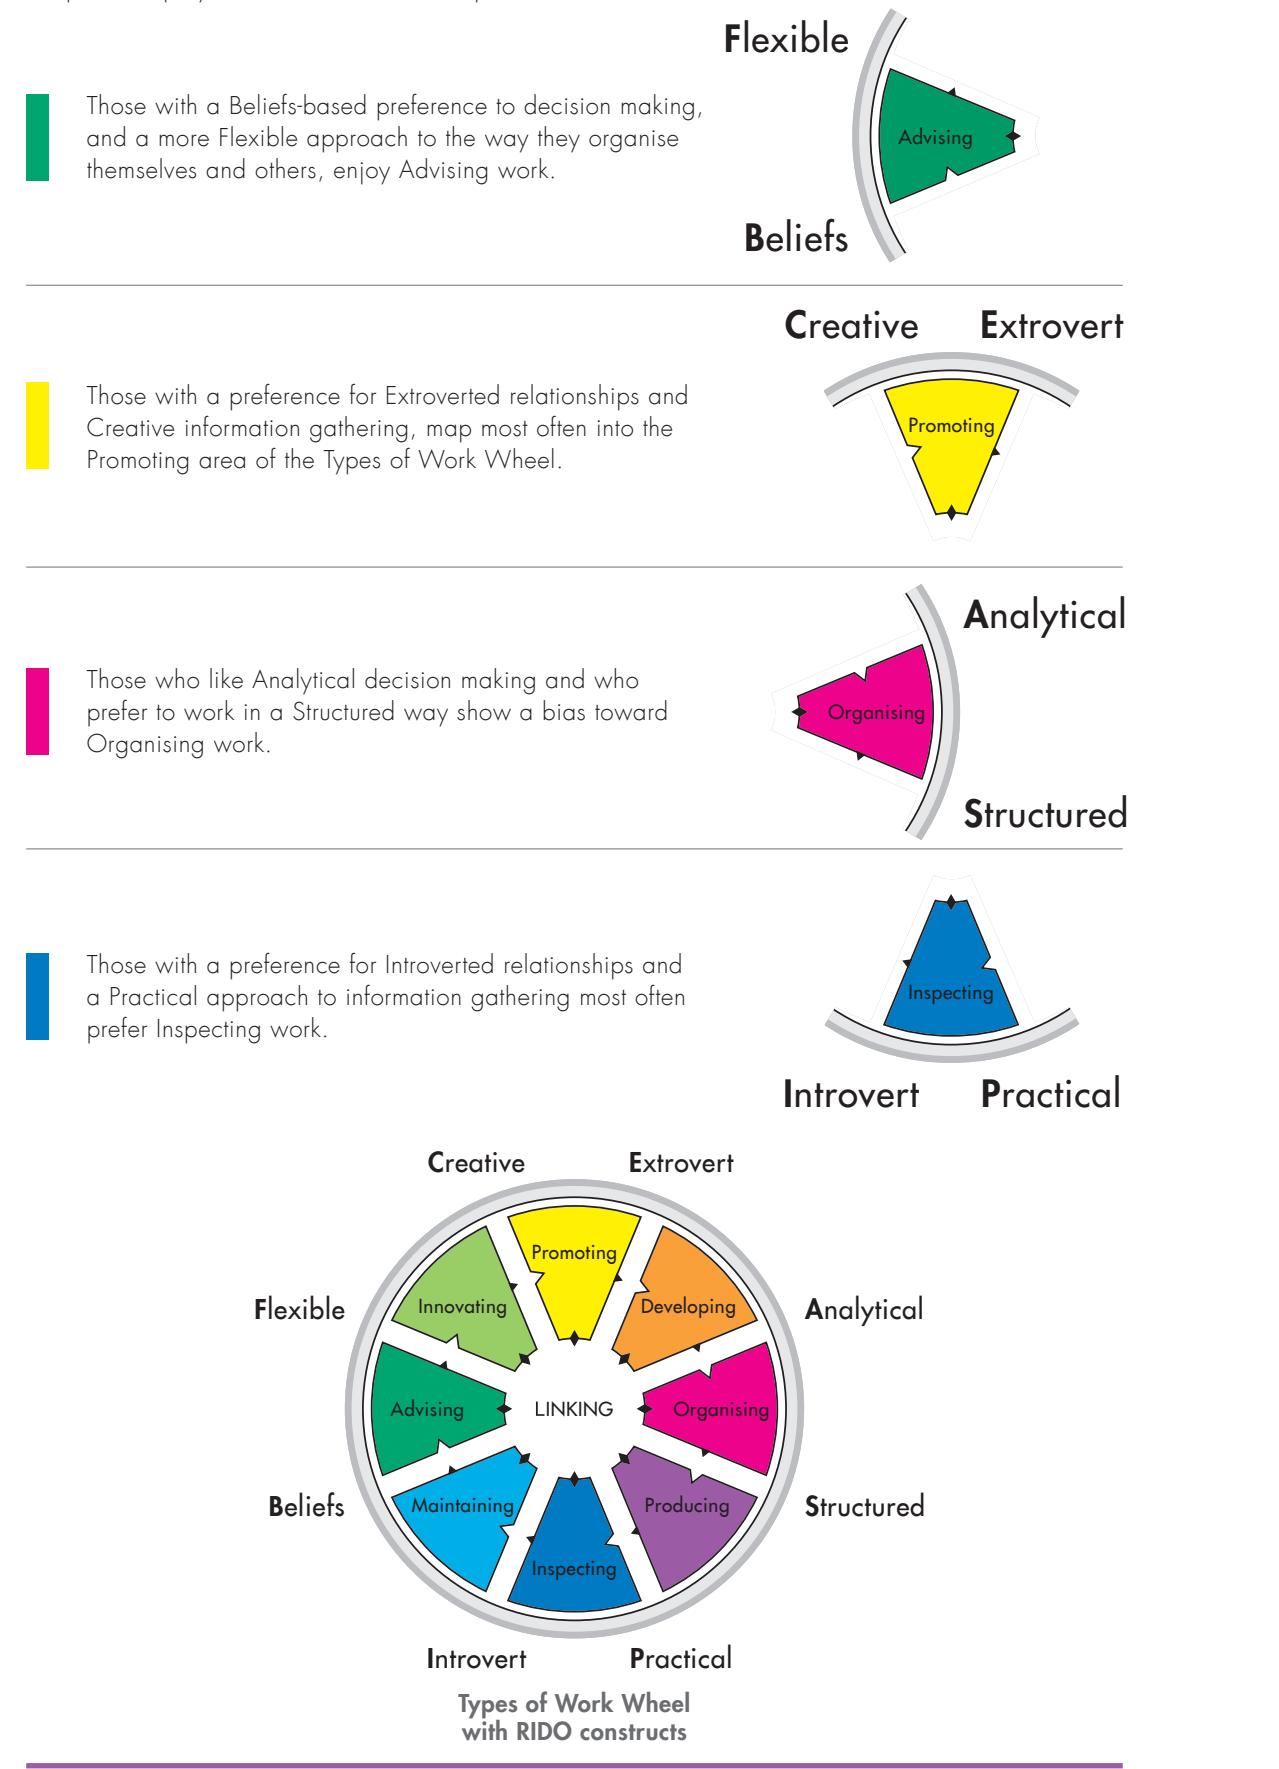 Flexible
Those with a Beliefs-based preference to decision making,
and a more Flexible approach to the way they organise
themselves and others, enjoy Advising work.
Advising
Beliefs
Creative Extrovert
Those with a preference for Extroverted relationships and
Creative information gathering, map most often into the
Promoting area of the Types of Work Wheel.
Promoting
Analytical
Those who like Analytical decision making and who
prefer to work in a Structured way show a bias toward
Organising work.
Organising
Structured
Those with a preference for Introverted relationships and
a Practical approach to information gathering most often
prefer Inspecting work.
Inspecting
Introvert Practical
Creative Extrovert
Promoting
Flexible Innovating Developing Analytical
Advising LINKING Organising
Beliefs Maintaining Producing Structured
Inspecting
Introvert Practical
Types of Work Wheel
with RIDO constructs